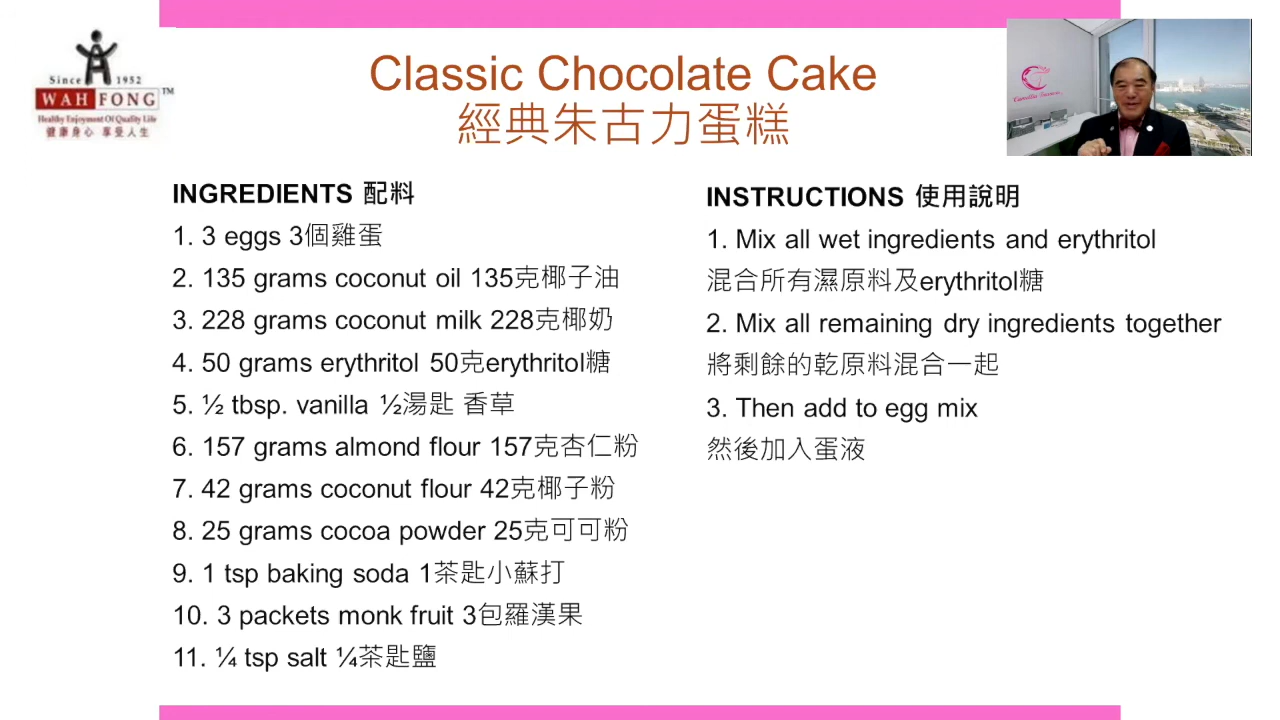 Since 1952
WAH FONG TM
Healthy Enjoyment Of Quality Life
健康身心 享受人生
Classic Chocolate Cake
經典朱古力蛋糕
INGREDIENTS 配料
1. 3 eggs 3個雞蛋
2. 135 grams coconut oil 135克椰子油
3. 228 grams coconut milk 228克椰奶
4. 50 grams erythritol 50克erythritol糖
5. ½ tbsp. vanilla ½湯匙 香草
6. 157 grams almond flour 157克杏仁粉
7. 42 grams coconut flour 42克椰子粉
8. 25 grams cocoa powder 25克可可粉
9. 1 tsp baking soda 1茶匙小蘇打
10. 3 packets monk fruit 3包羅漢果
11. ¼ tsp salt ¼茶匙鹽
INSTRUCTIONS 使用說明
1. Mix all wet ingredients and erythritol
混合所有濕原料及erythritol糖
2. Mix all remaining dry ingredients together
將剩餘的乾原料混合一起
3. Then add to egg mix
然後加入蛋液